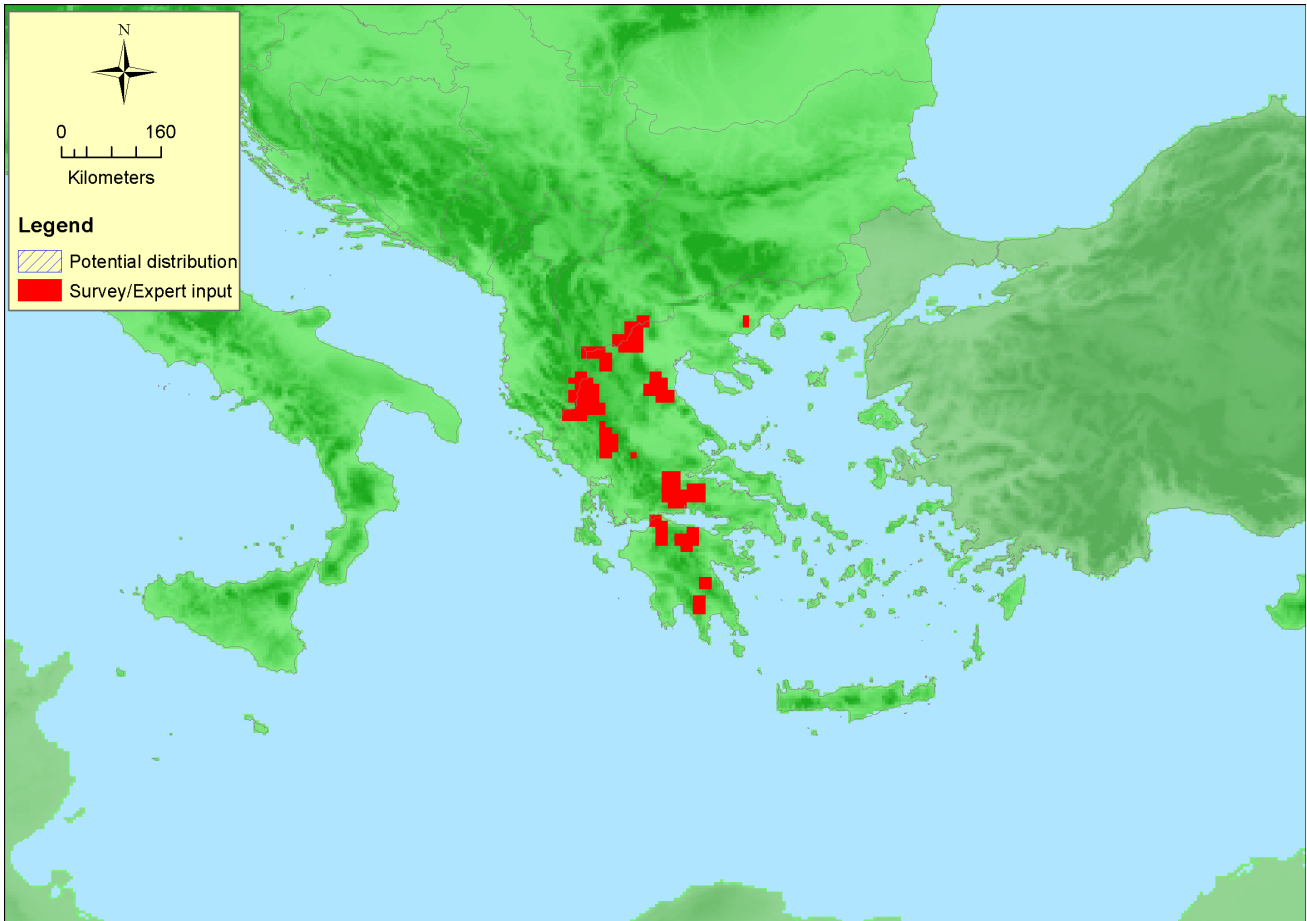 N
0 160
Kilometers
Legend
Potential distribution
Survey/Expert input